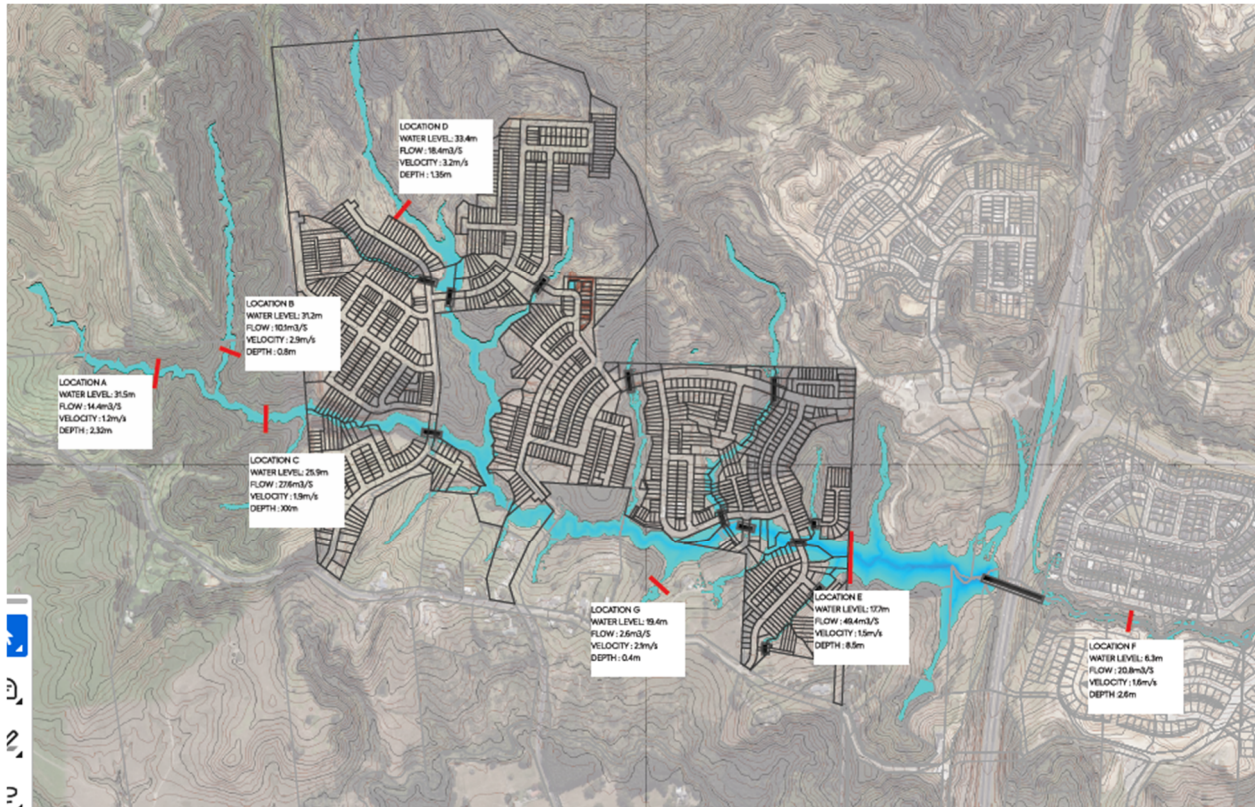 LOCATION D
WATER LEVEL: 33.4m
FLOW : 18.4m3/S
VELOCITY : 3.2m/s
DEPTH : 1.35m
LOCATION B
WATER LEVEL: 31.2m
FLOW : 10.1m3/S
VELOCITY : 2.9m/s
DEPTH : 0.8m
LOCATION A
WATER LEVEL: 31.5m
FLOW : 14.4m3/S
VELOCITY : 1.2m/s
DEPTH : 2.32m
LOCATION C
WATER LEVEL: 25.9m
FLOW : 27.6m3/S
VELOCITY : 1.9m/s
DEPTH : XXm
LOCATION G
WATER LEVEL: 19.4m
FLOW : 2.6m3/S
VELOCITY : 2.1m/s
DEPTH : 0.4m
LOCATION E
WATER LEVEL: 17.7m
FLOW : 49.4m3/S
VELOCITY : 1.5m/s
DEPTH : 8.5m
LOCATION F
WATER LEVEL: 6.3m
FLOW : 20.8m3/S
VELOCITY : 1.6m/s
DEPTH :2.6m